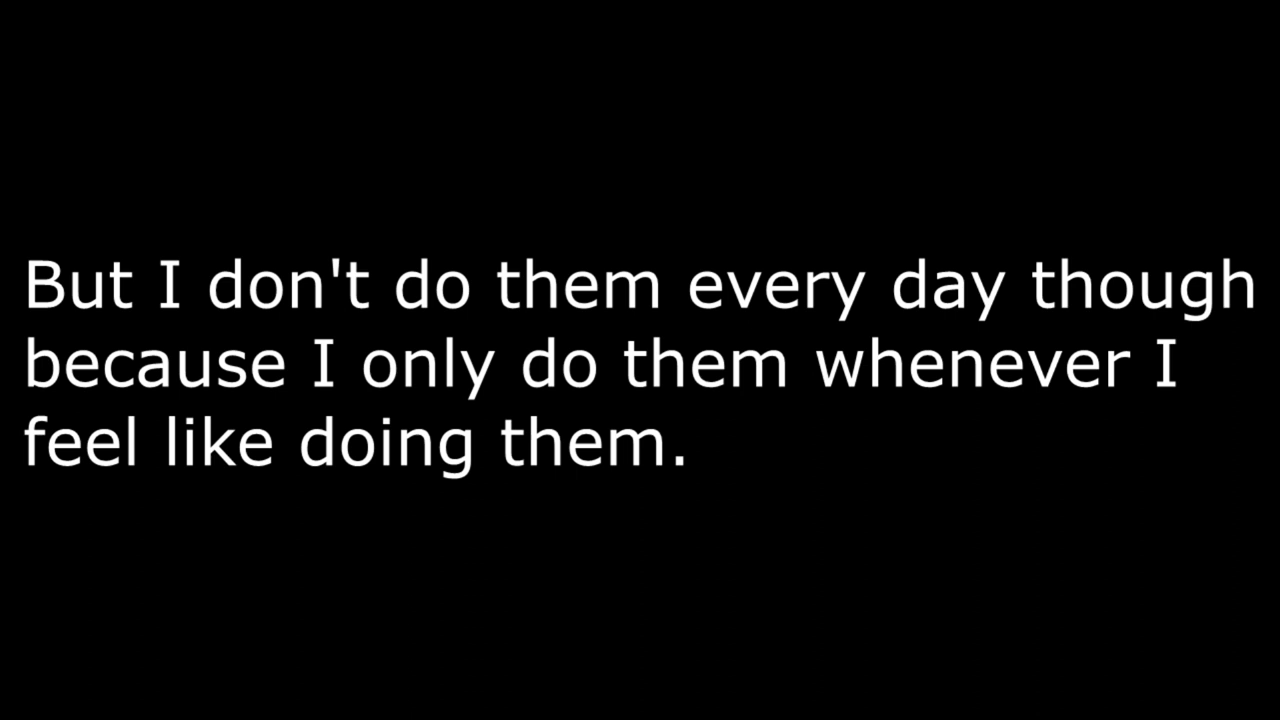 But I don't do them every day though
because I only do them whenever I
feel like doing them.